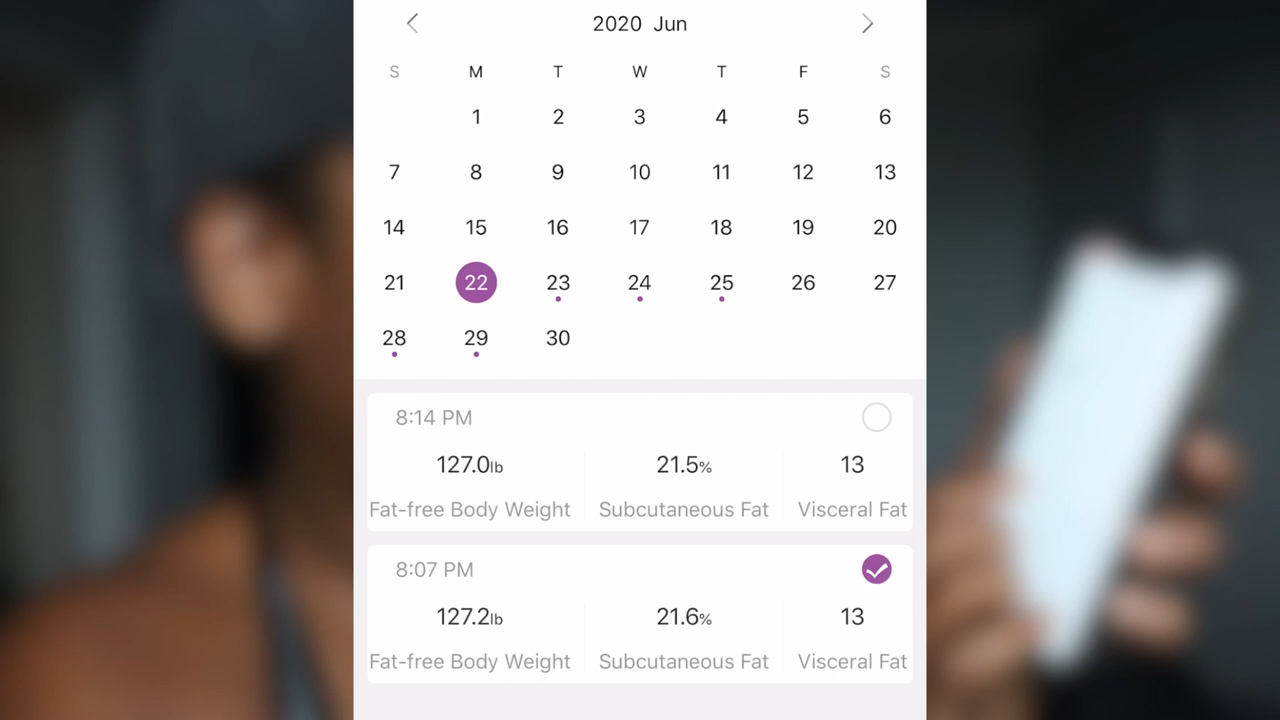 2020 Jun
S M T W T F S
1 2 3 4 5 6
7 8 9 10 11 12 13
14 15 16 17 18 19 20
21 22 23 24 25 26 27
28 29 30
8:14 PM
127.0lb 21.5% 13
Fat-free Body Weight Subcutaneous Fat Visceral Fat
8:07 PM
127.2lb 21.6% 13
Fat-free Body Weight Subcutaneous Fat Visceral Fat